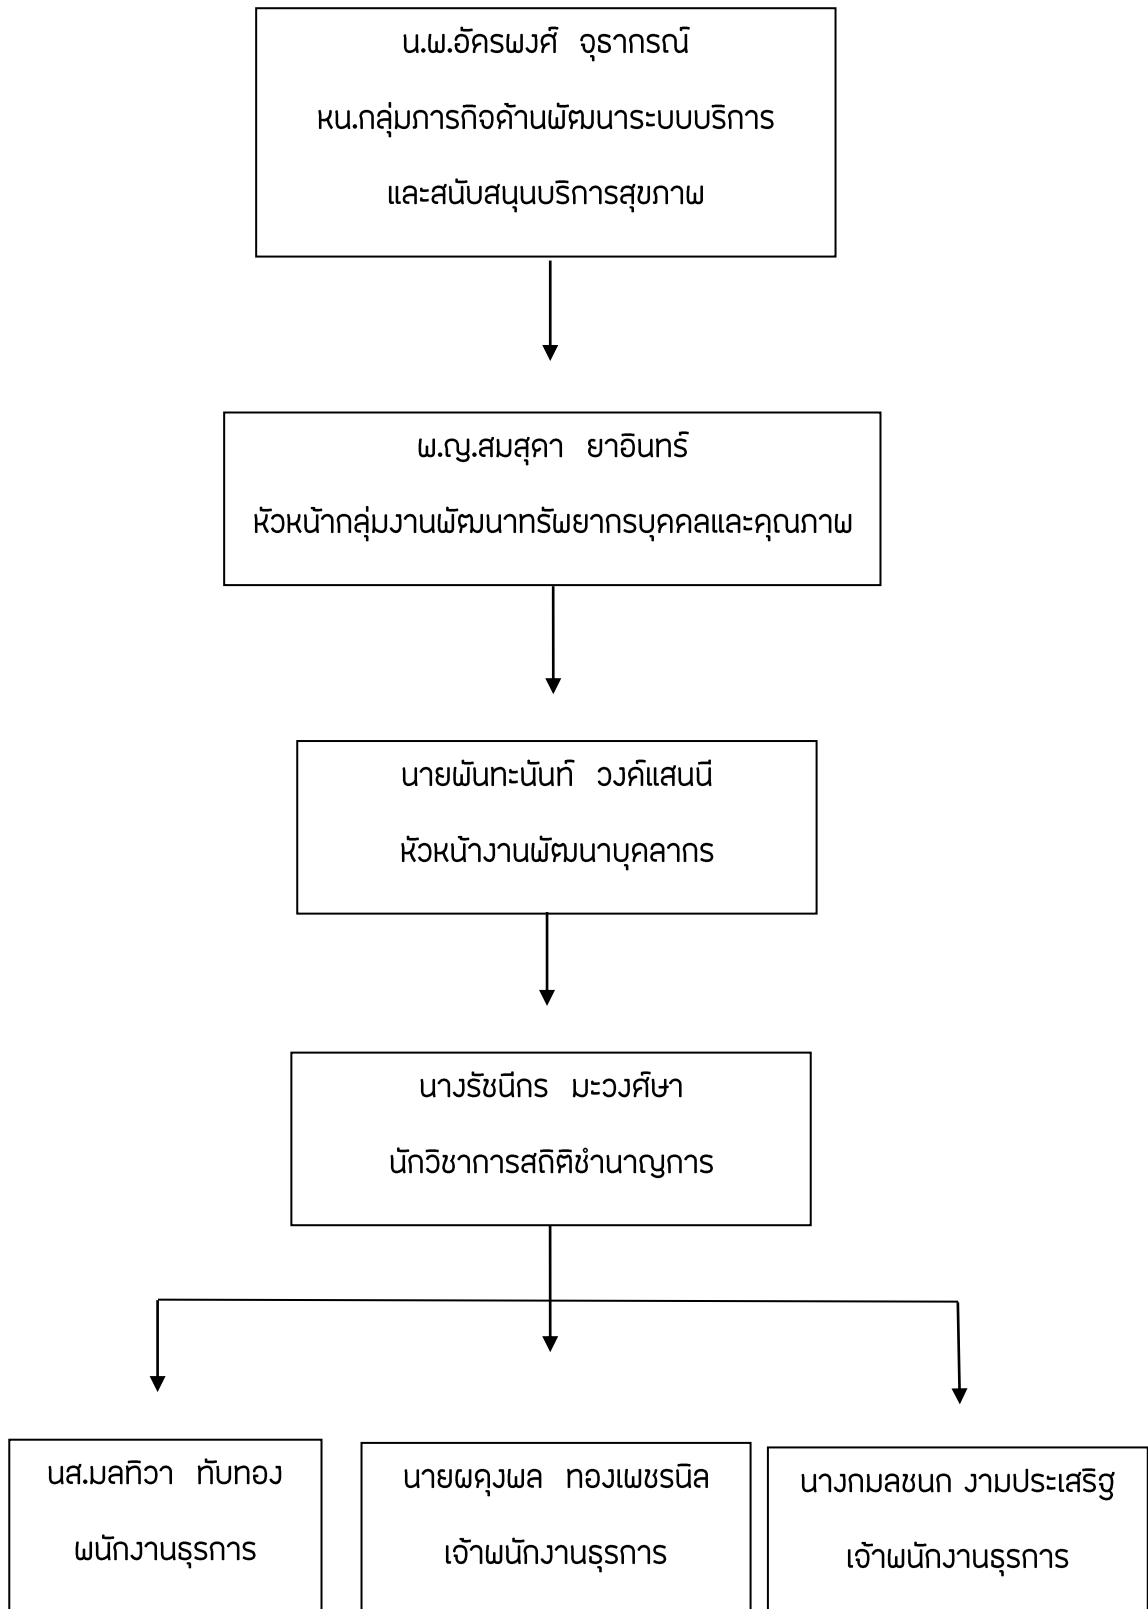 น.พ.อัครพงศ์ จุธากรณ์
หน.กลุ่มภารกิจด้านพัฒนาระบบบริการ
และสนับสนุนบริการสุขภาพ
พ.ญ.สมสุดา ยาอินทร์
หัวหน้ากลุ่มงานพัฒนาทรัพยากรบุคคลและคุณภาพ
นายพันทะนันท์ วงค์แสนนี
หัวหน้างานพัฒนาบุคลากร
นางรัชนีกร มะวงศ์ษา
นักวิชาการสถิติชำนาญการ
นส.มลทิวา ทับทอง
พนักงานธุรการ
นายผดุงพล ทองเพชรนิล
เจ้าพนักงานธุรการ
นางกมลชนก งามประเสริฐ
เจ้าพนักงานธุรการ